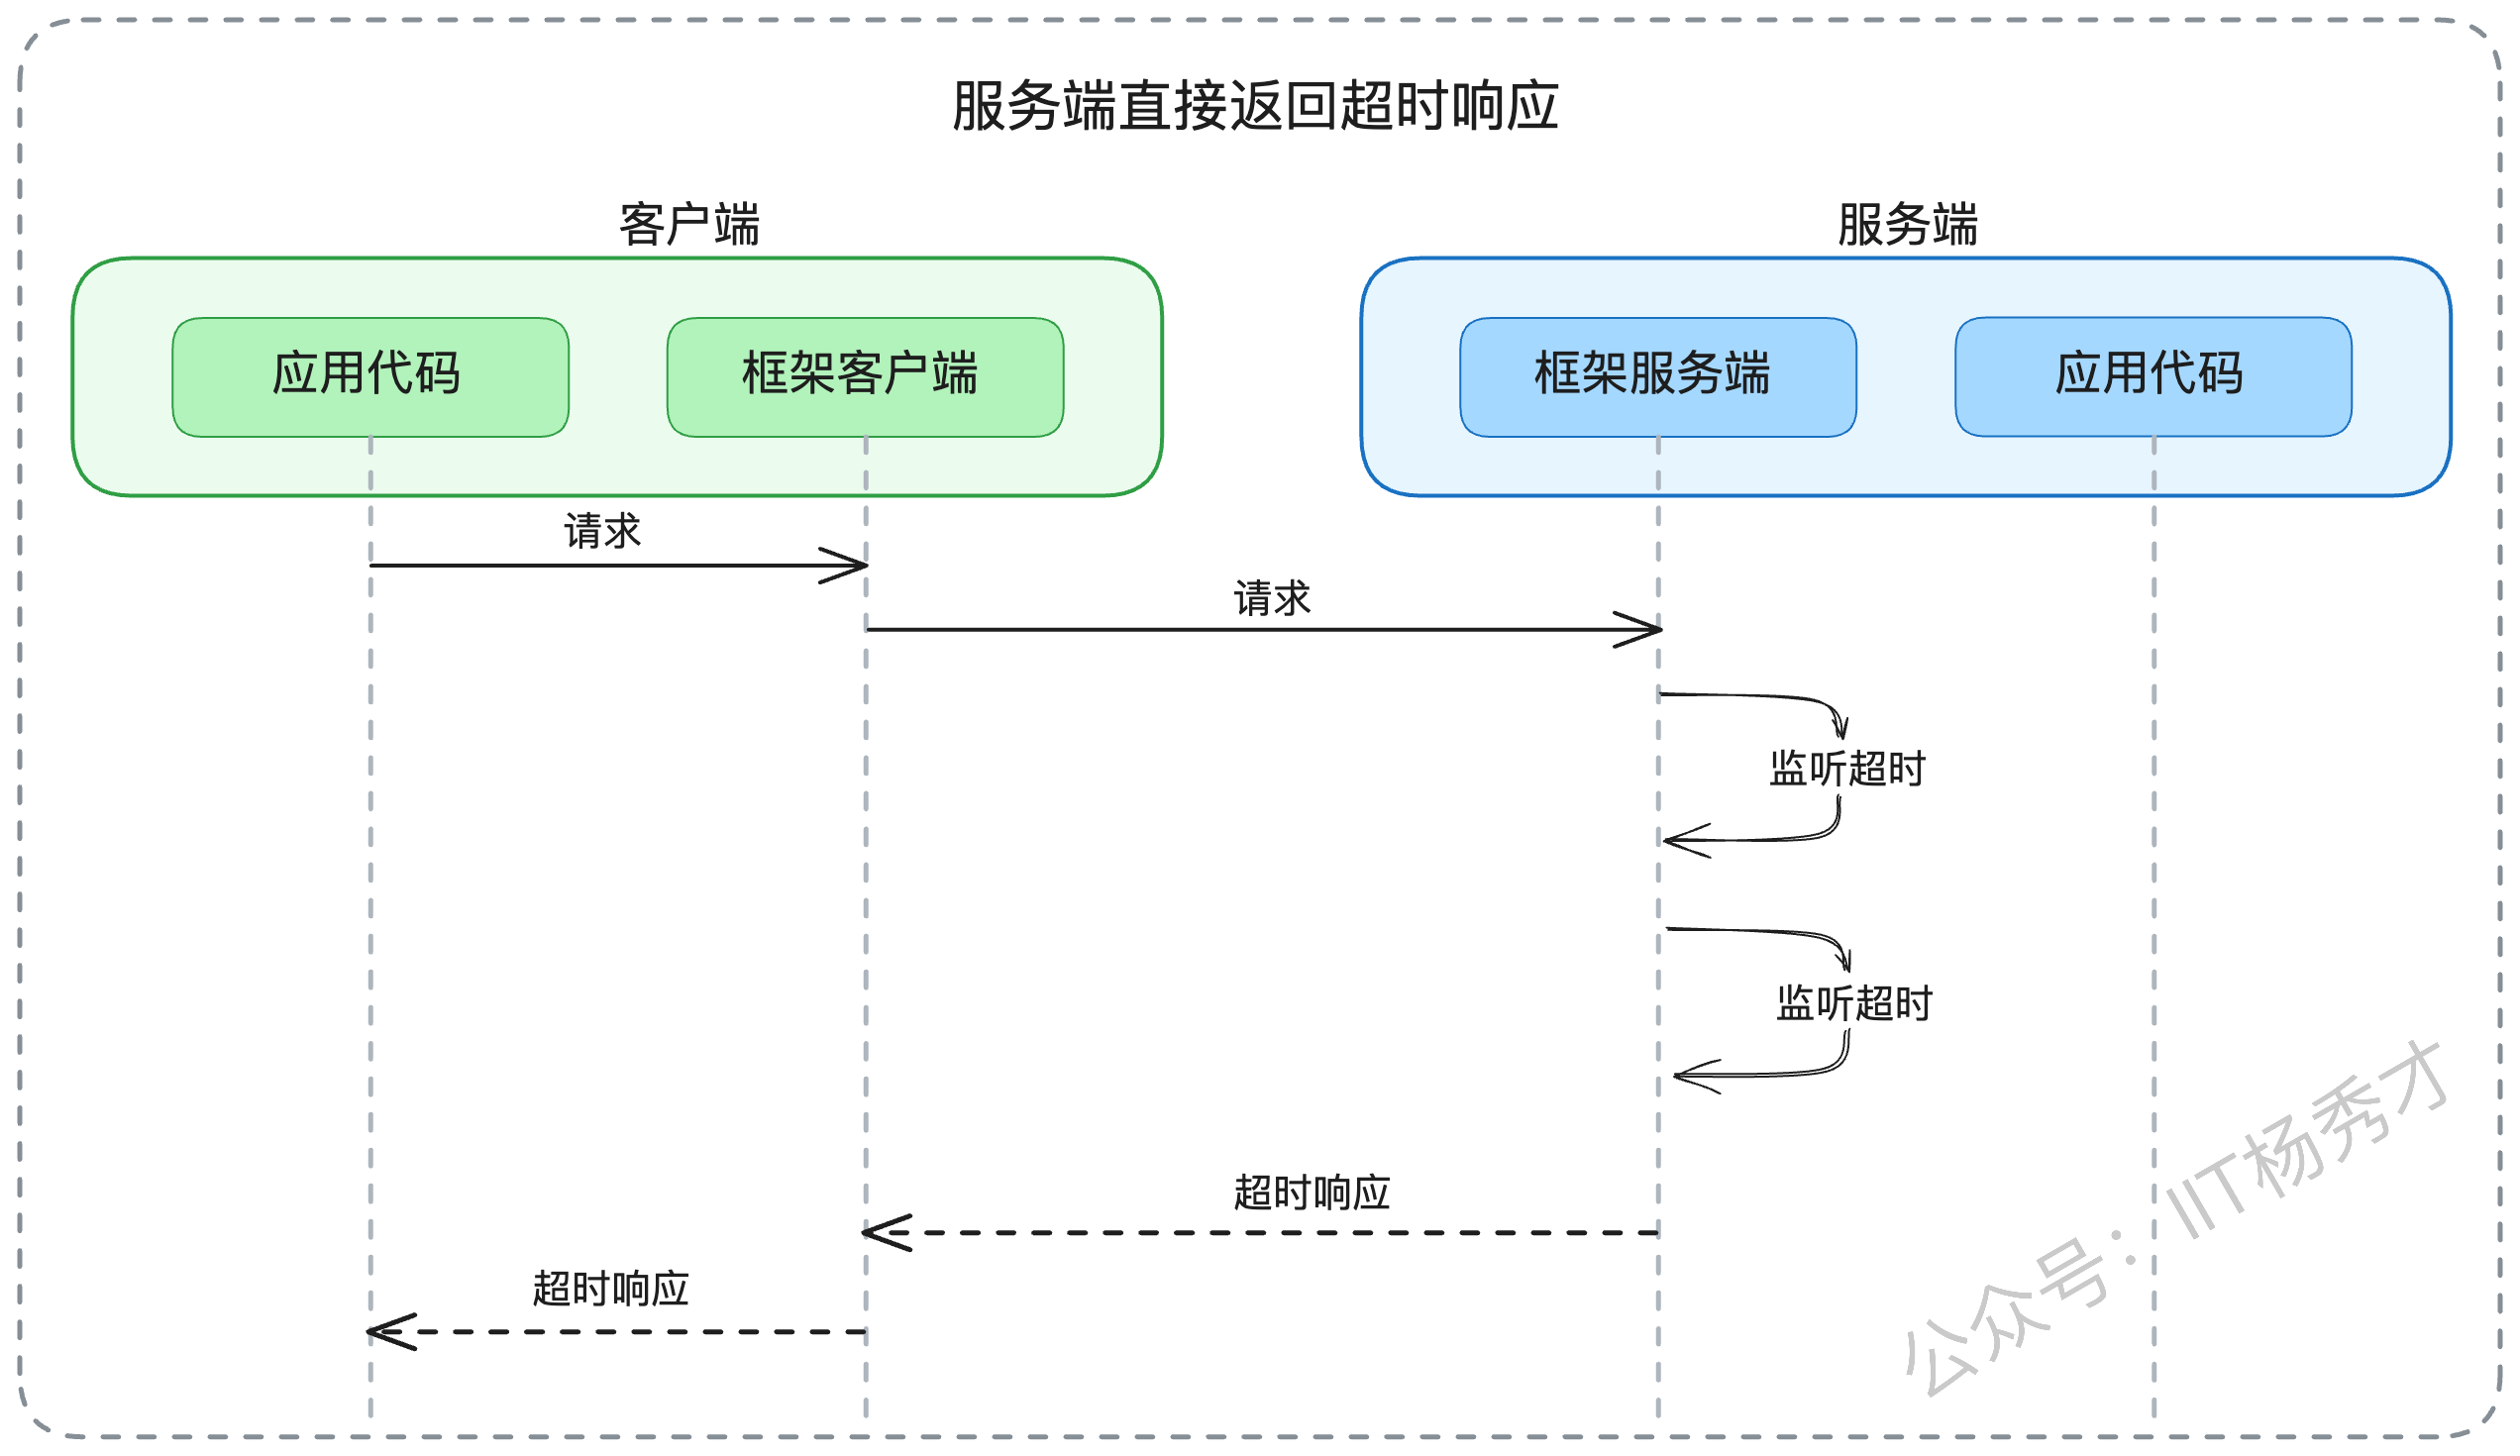 服务端直接返回超时响应
客户端
服务端
应用代码
框架客户端
框架服务端
应用代码
请求
请求
监听超时
监听超时
超时响应
超时响应
公众号：IIT杨秀才